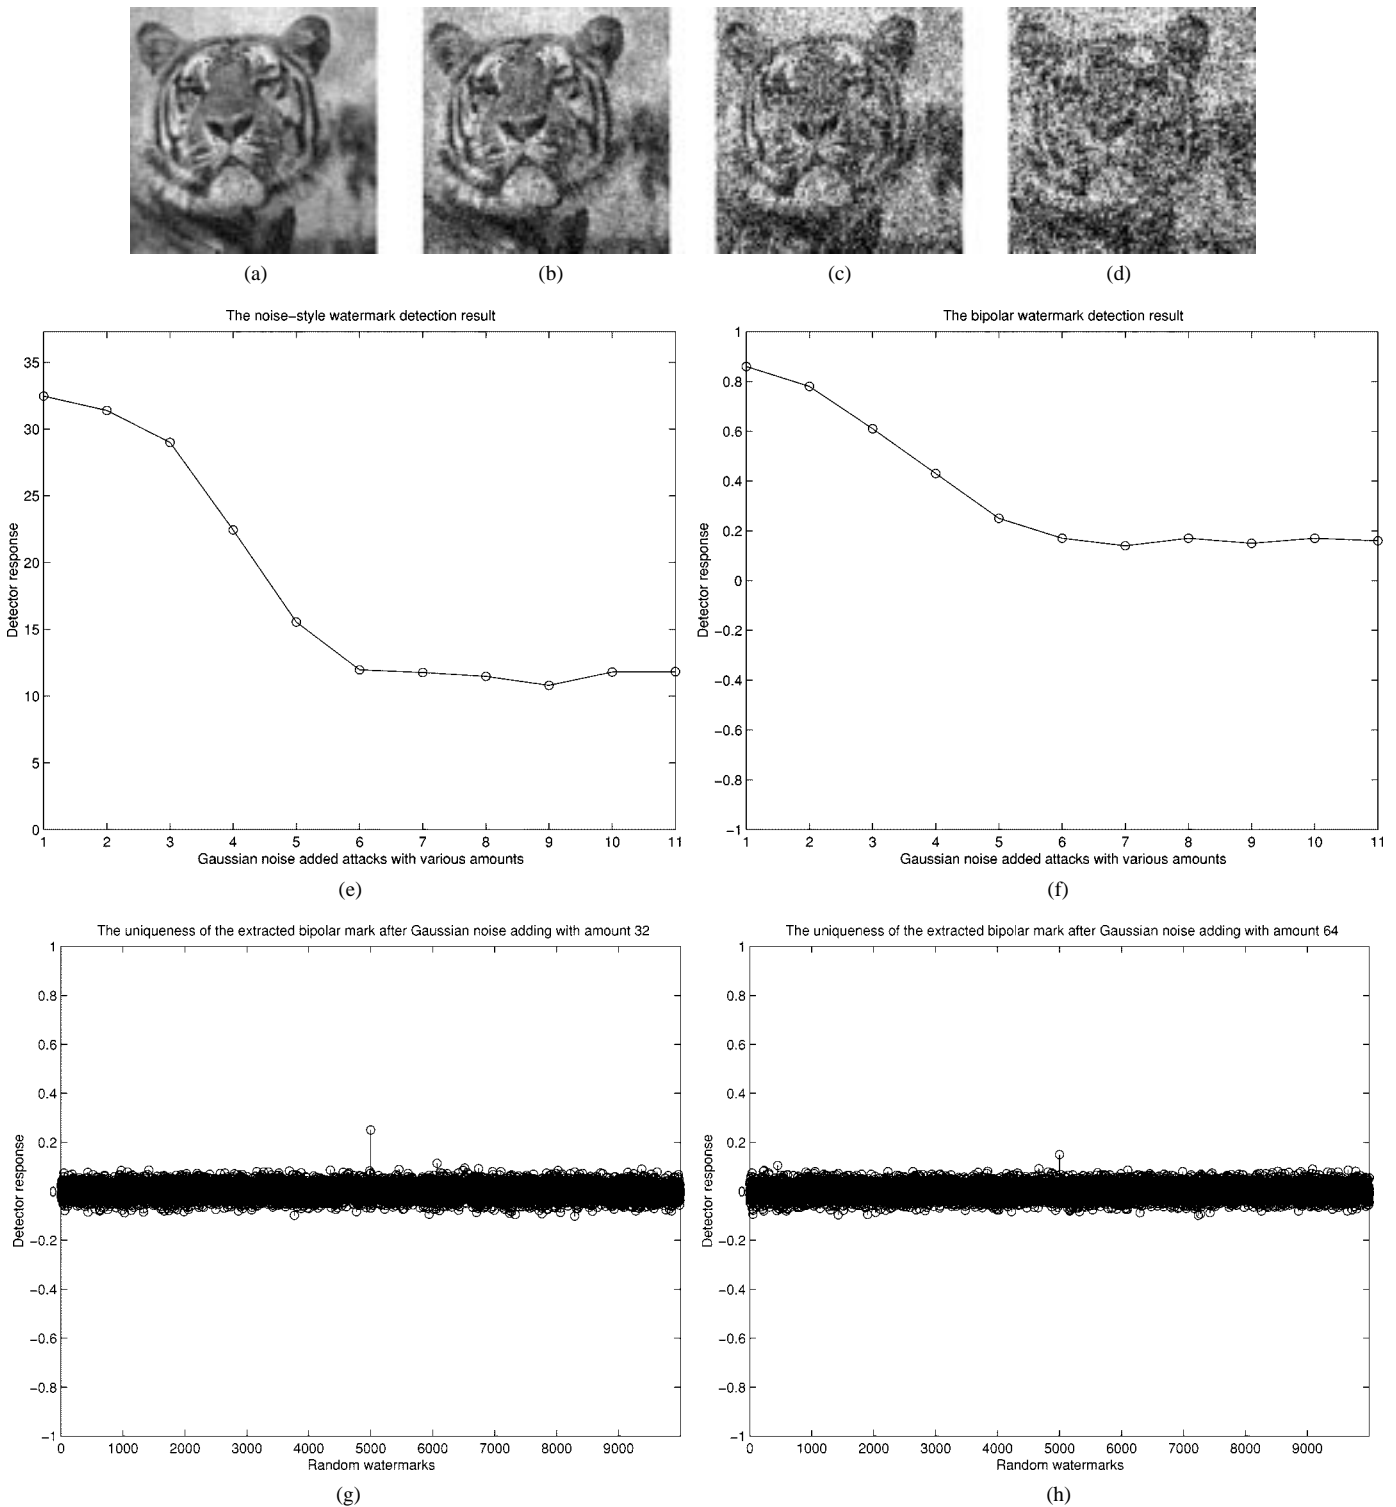 (a)
(b)
(c)
(d)
The noise−style watermark detection result
35
30
25
20
15
10
5
0
Detector response
1 2 3 4 5 6 7 8 9 10 11
Gaussian noise added attacks with various amounts
(e)
The bipolar watermark detection result
1
0.8
0.6
0.4
0.2
0
−0.2
−0.4
−0.6
−0.8
−1
Detector response
1 2 3 4 5 6 7 8 9 10 11
Gaussian noise added attacks with various amounts
(f)
The uniqueness of the extracted bipolar mark after Gaussian noise adding with amount 32
1
0.8
0.6
0.4
0.2
0
−0.2
−0.4
−0.6
−0.8
−1
Detector response
0 1000 2000 3000 4000 5000 6000 7000 8000 9000
Random watermarks
(g)
The uniqueness of the extracted bipolar mark after Gaussian noise adding with amount 64
1
0.8
0.6
0.4
0.2
0
−0.2
−0.4
−0.6
−0.8
−1
Detector response
0 1000 2000 3000 4000 5000 6000 7000 8000 9000
Random watermarks
(h)